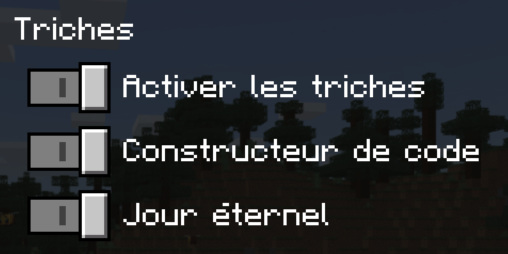 Triches
Activer les triches
Constructeur de code
Jour éternel